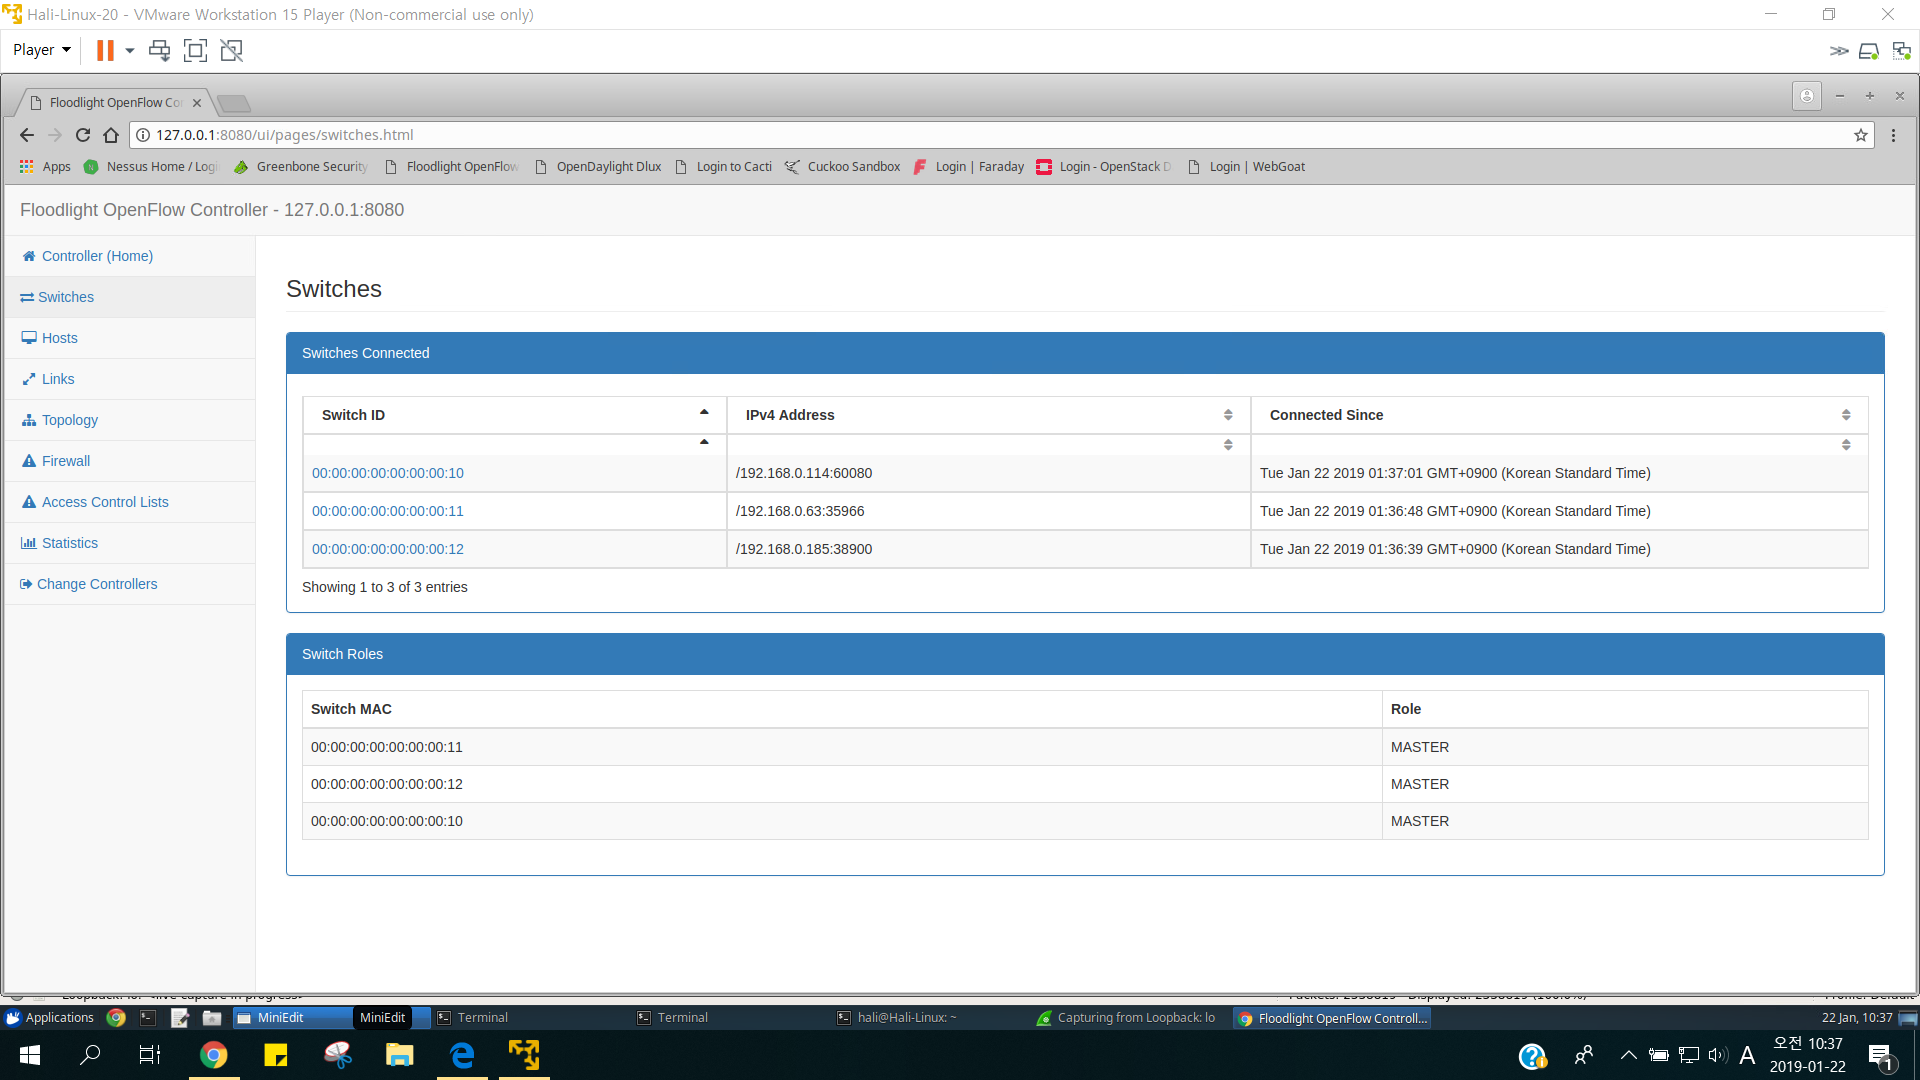 Hali-Linux-20 - VMware Workstation 15 Player (Non-commercial use only)
Player
Floodlight OpenFlow Co
127.0.0.1:8080/ui/pages/switches.html
Apps Nessus Home / Logi Greenbone Security Floodlight OpenFlow OpenDaylight Dlux Login to Cacti Cuckoo Sandbox Login | Faraday Login - OpenStack D Login | WebGoat
Floodlight OpenFlow Controller - 127.0.0.1:8080
Controller (Home)
Switches
Hosts
Links
Topology
Firewall
Access Control Lists
Statistics
Change Controllers
Switches
Switches Connected
Switch ID IPv4 Address Connected Since
00:00:00:00:00:00:00:10 /192.168.0.114:60080 Tue Jan 22 2019 01:37:01 GMT+0900 (Korean Standard Time)
00:00:00:00:00:00:00:11 /192.168.0.63:35966 Tue Jan 22 2019 01:36:48 GMT+0900 (Korean Standard Time)
00:00:00:00:00:00:00:12 /192.168.0.185:38900 Tue Jan 22 2019 01:36:39 GMT+0900 (Korean Standard Time)
Showing 1 to 3 of 3 entries
Switch Roles
Switch MAC Role
00:00:00:00:00:00:00:11 MASTER
00:00:00:00:00:00:00:12 MASTER
00:00:00:00:00:00:00:10 MASTER
Applications MiniEdit MiniEdit Terminal Terminal hali@Hali-Linux: ~ Capturing from Loopback: lo Floodlight OpenFlow Controll... 22 Jan, 10:37
A 오전 10:37
2019-01-22
1